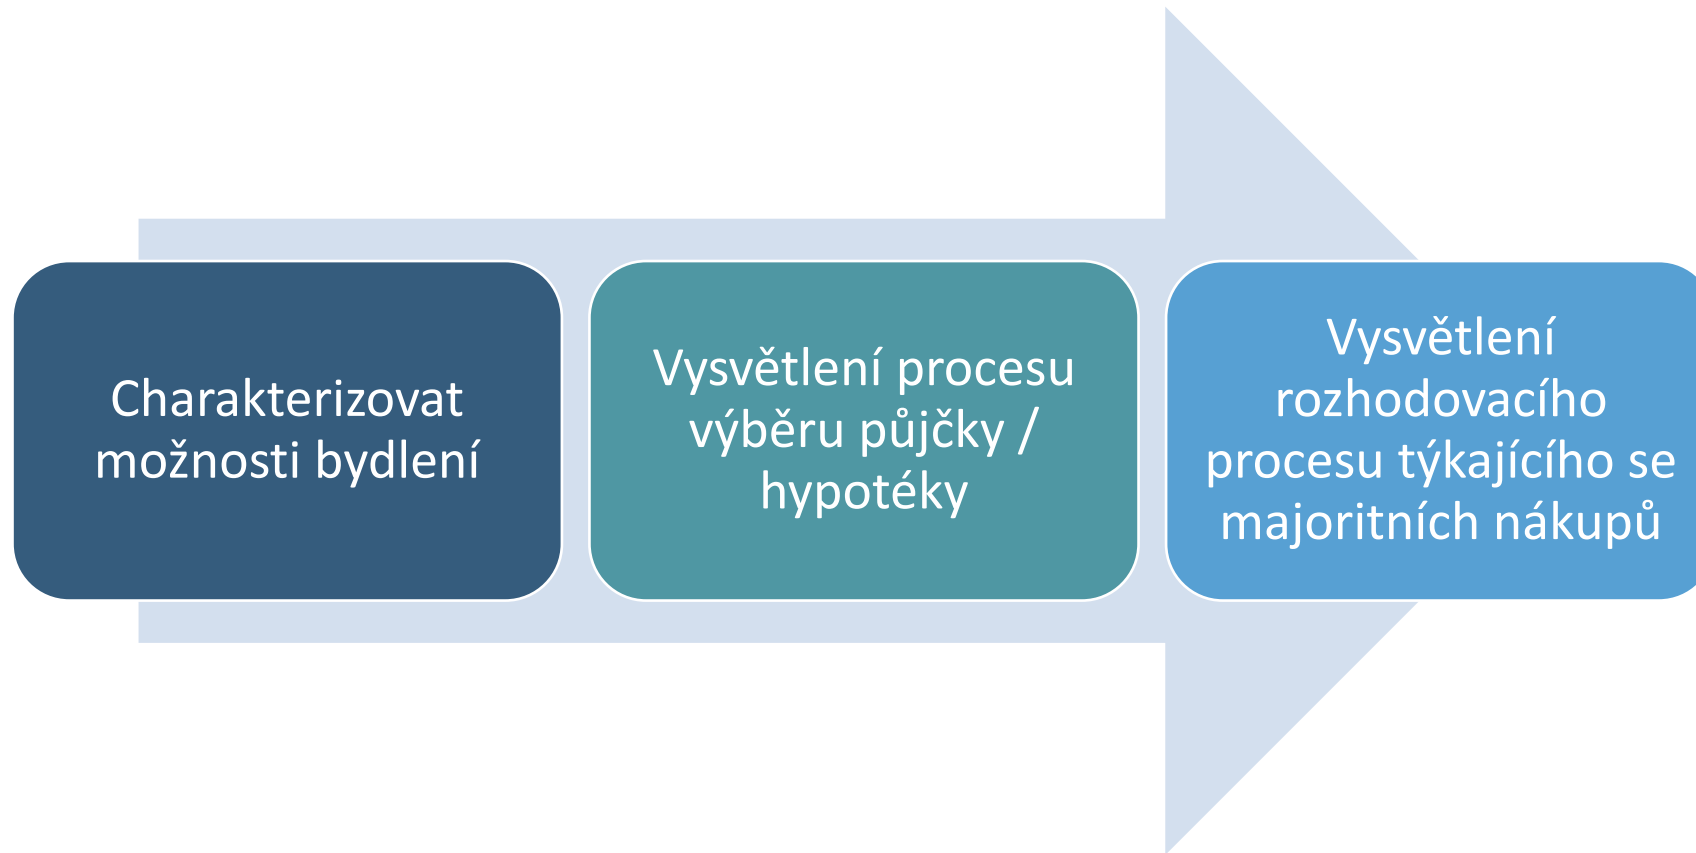 Charakterizovat
možnosti bydlení
Vysvětlení procesu
výběru půjčky /
hypotéky
Vysvětlení
rozhodovacího
procesu týkajícího se
majoritních nákupů